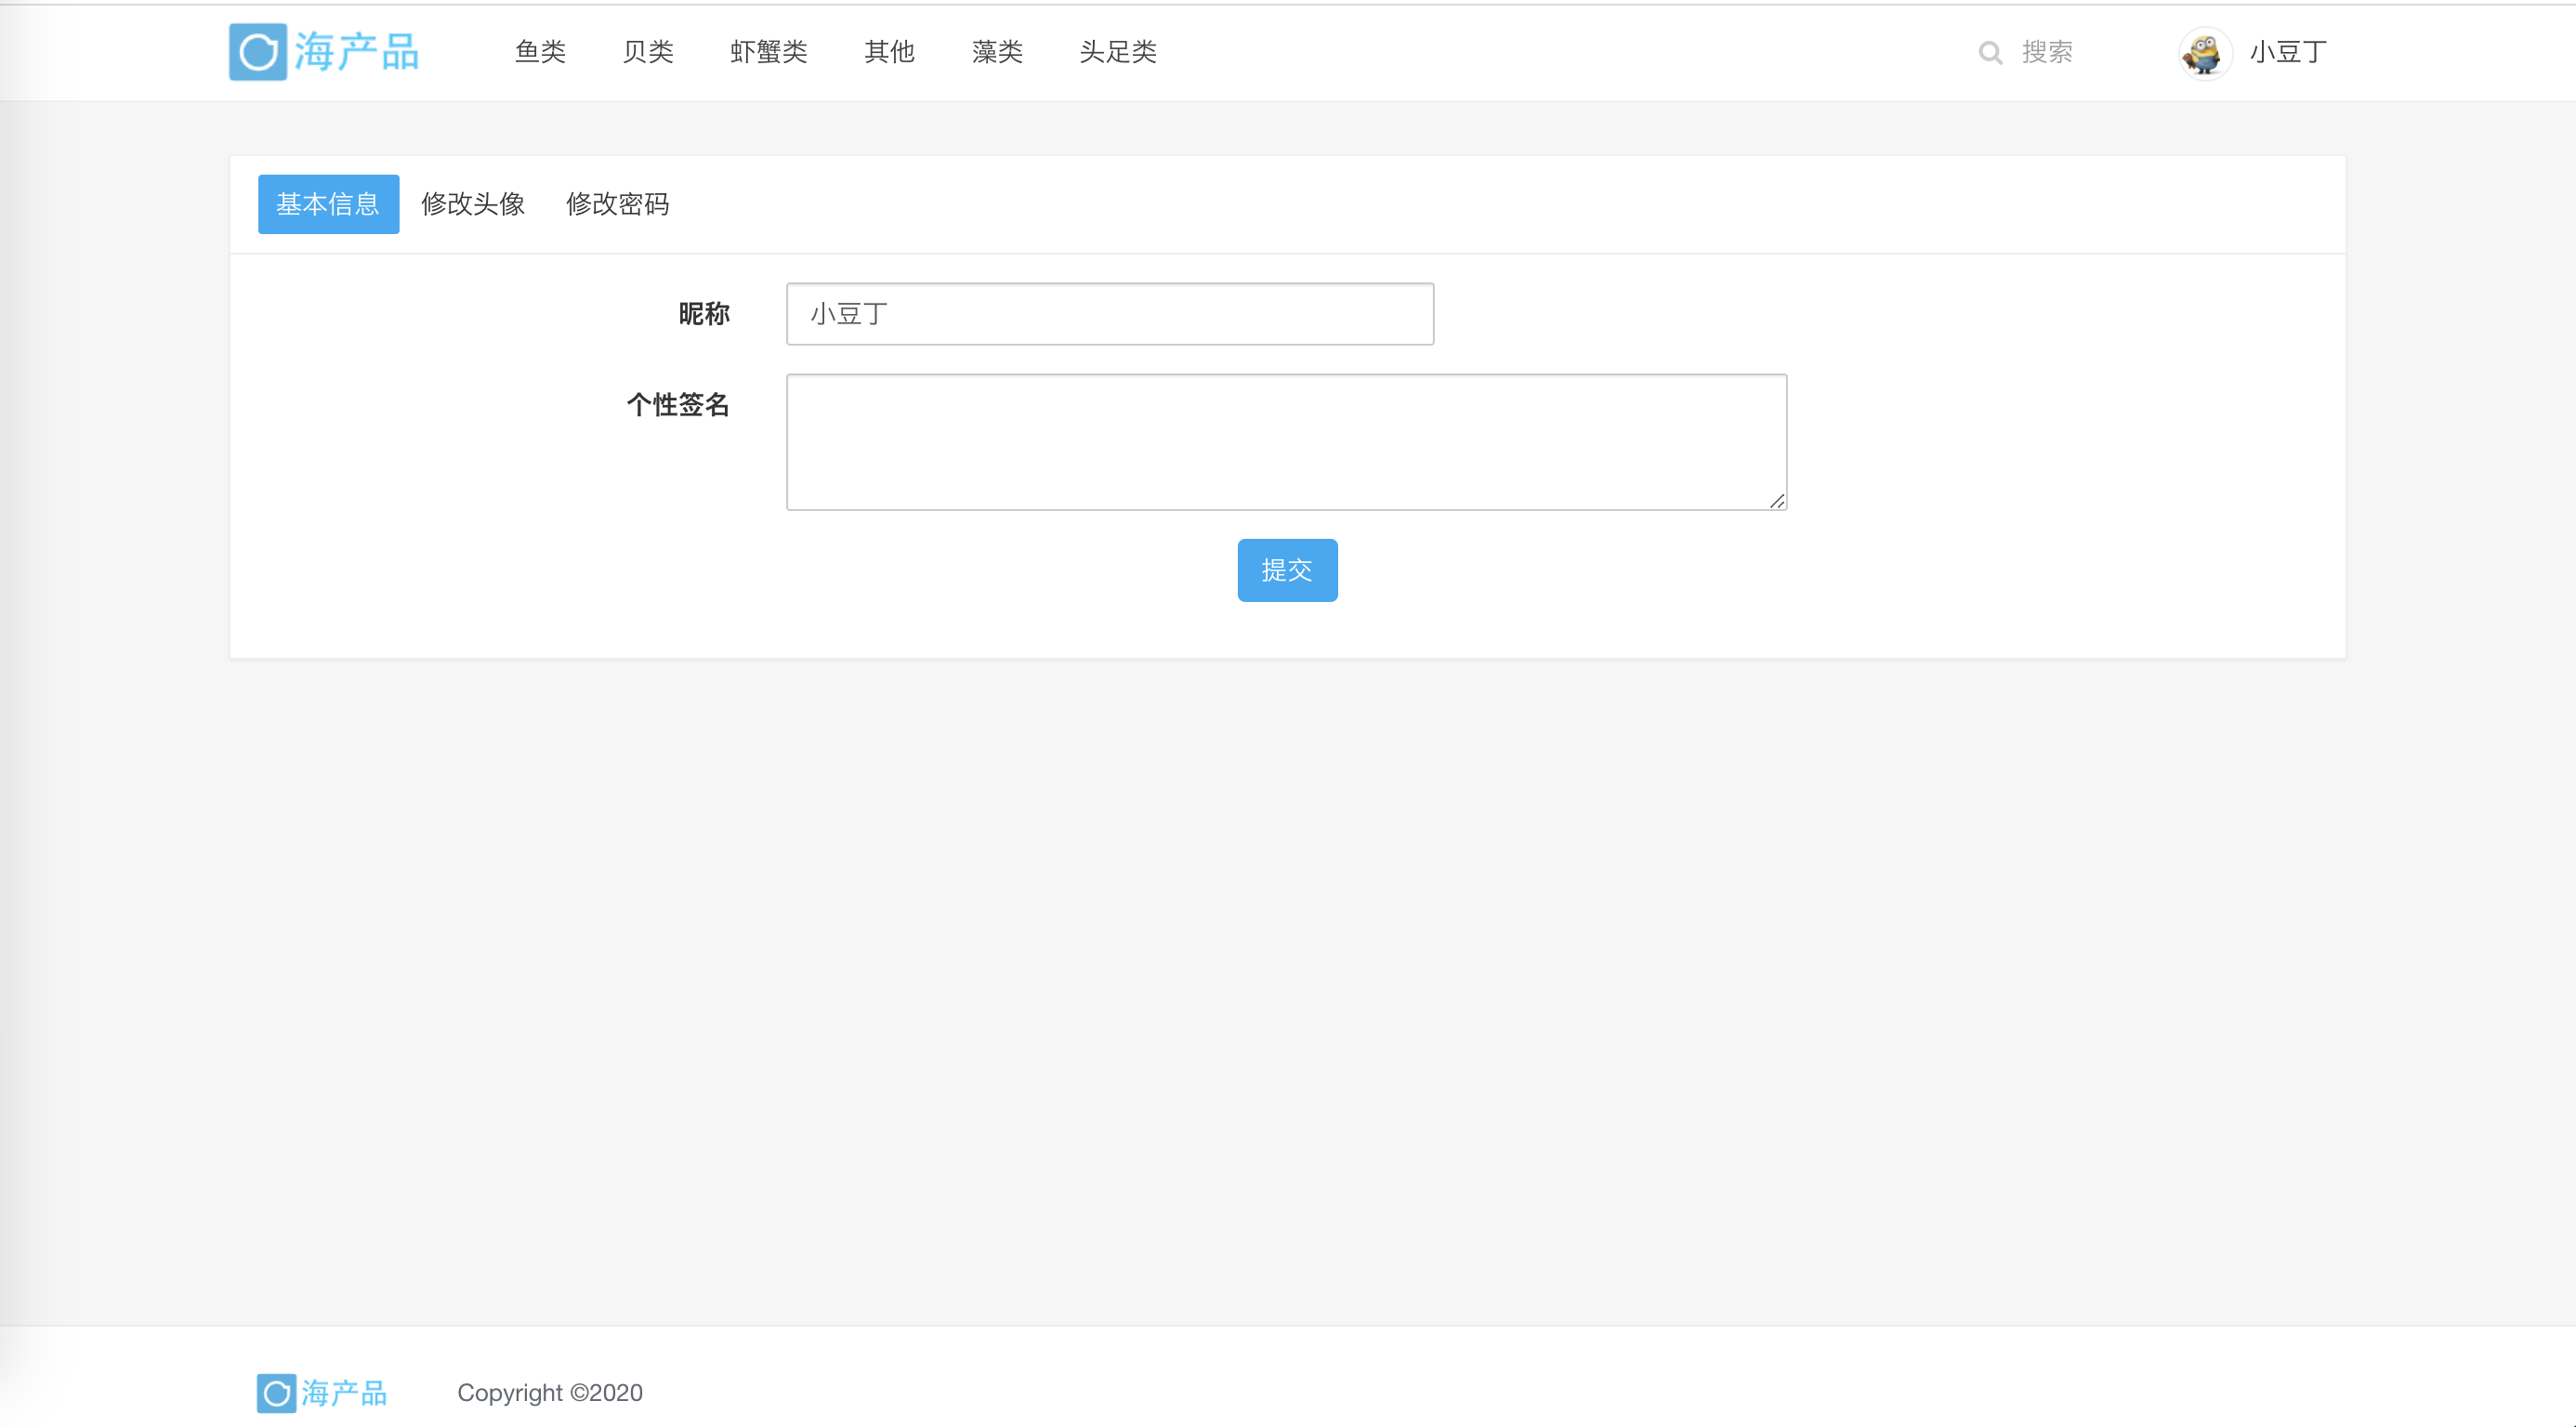 海产品 鱼类 贝类 虾蟹类 其他 藻类 头足类 搜索 小豆丁
基本信息 修改头像 修改密码
昵称 小豆丁
个性签名
提交
海产品 Copyright ©2020